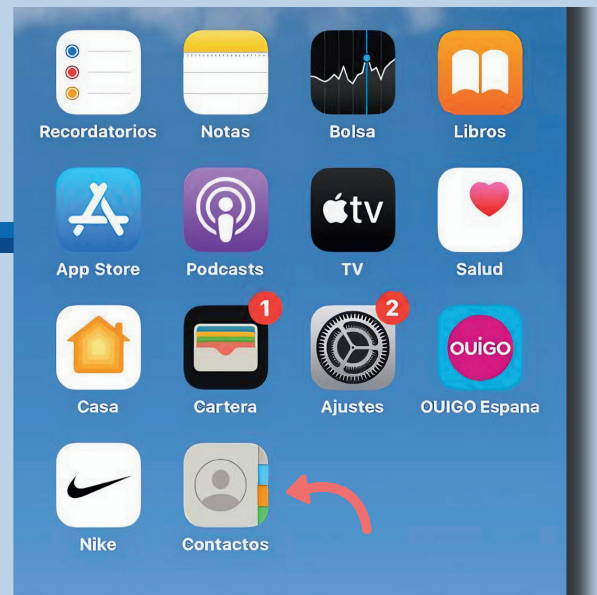 Recordatorios Notas Bolsa Libros
tv
App Store Podcasts TV Salud
1 2
OUIGO
Casa Cartera Ajustes OUIGO Espana
Nike Contactos